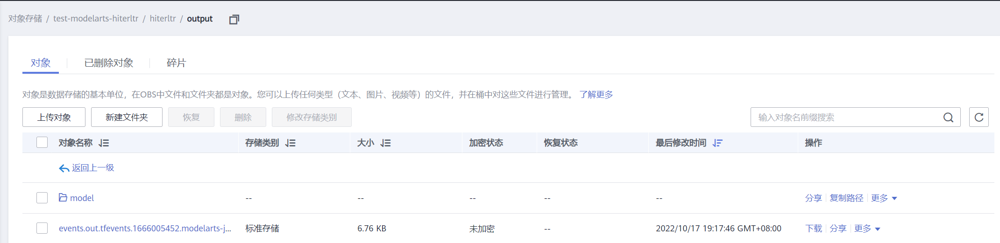 对象存储 / test-modelarts-hiterltr / hiterltr / output
对象 已删除对象 碎片
对象是数据存储的基本单位，在OBS中文件和文件夹都是对象。您可以上传任何类型（文本、图片、视频等）的文件，并在桶中对这些文件进行管理。 了解更多
上传对象 新建文件夹 恢复 删除 修改存储类别 输入对象名前缀搜索
对象名称 存储类别 大小 加密状态 恢复状态 最后修改时间 操作
返回上一级
model -- -- -- -- -- 分享 复制路径 更多
events.out.tfevents.1666005452.modelarts-j... 标准存储 6.76 KB 未加密 -- 2022/10/17 19:17:46 GMT+08:00 下载 分享 更多